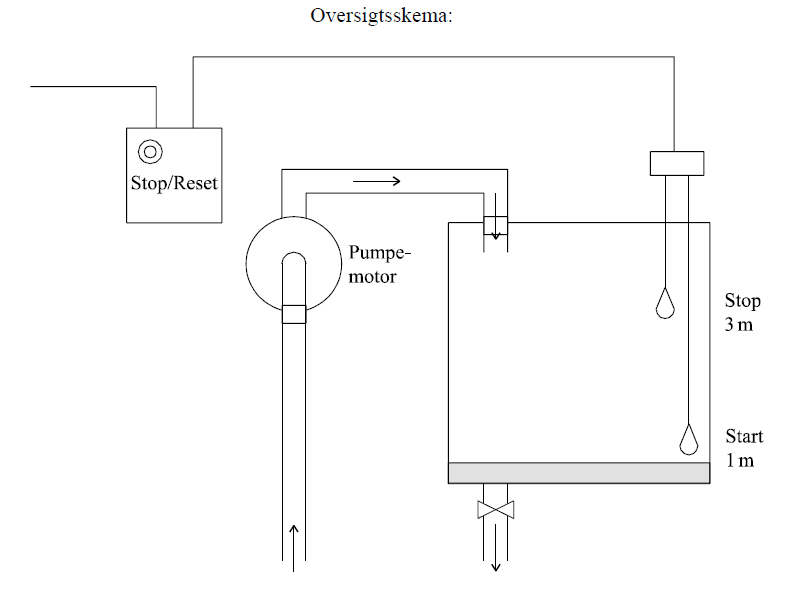 Oversigtsskema:
Stop/Reset
Pumpe-
motor
Stop
3 m
Start
1 m